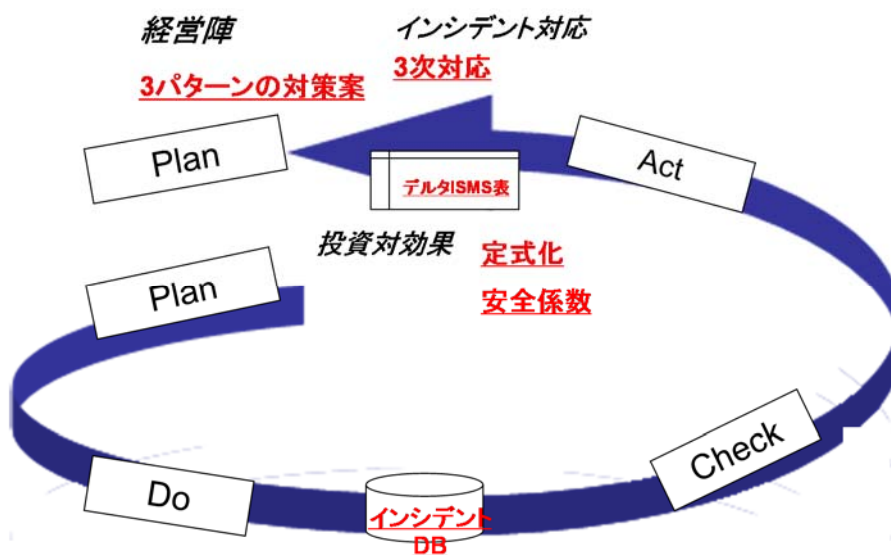 経営陣
インシデント対応
3パターンの対策案
3次対応
Plan
Act
デルタISMS表
投資対効果
定式化
Plan
安全係数
Check
Do
インシデント
DB